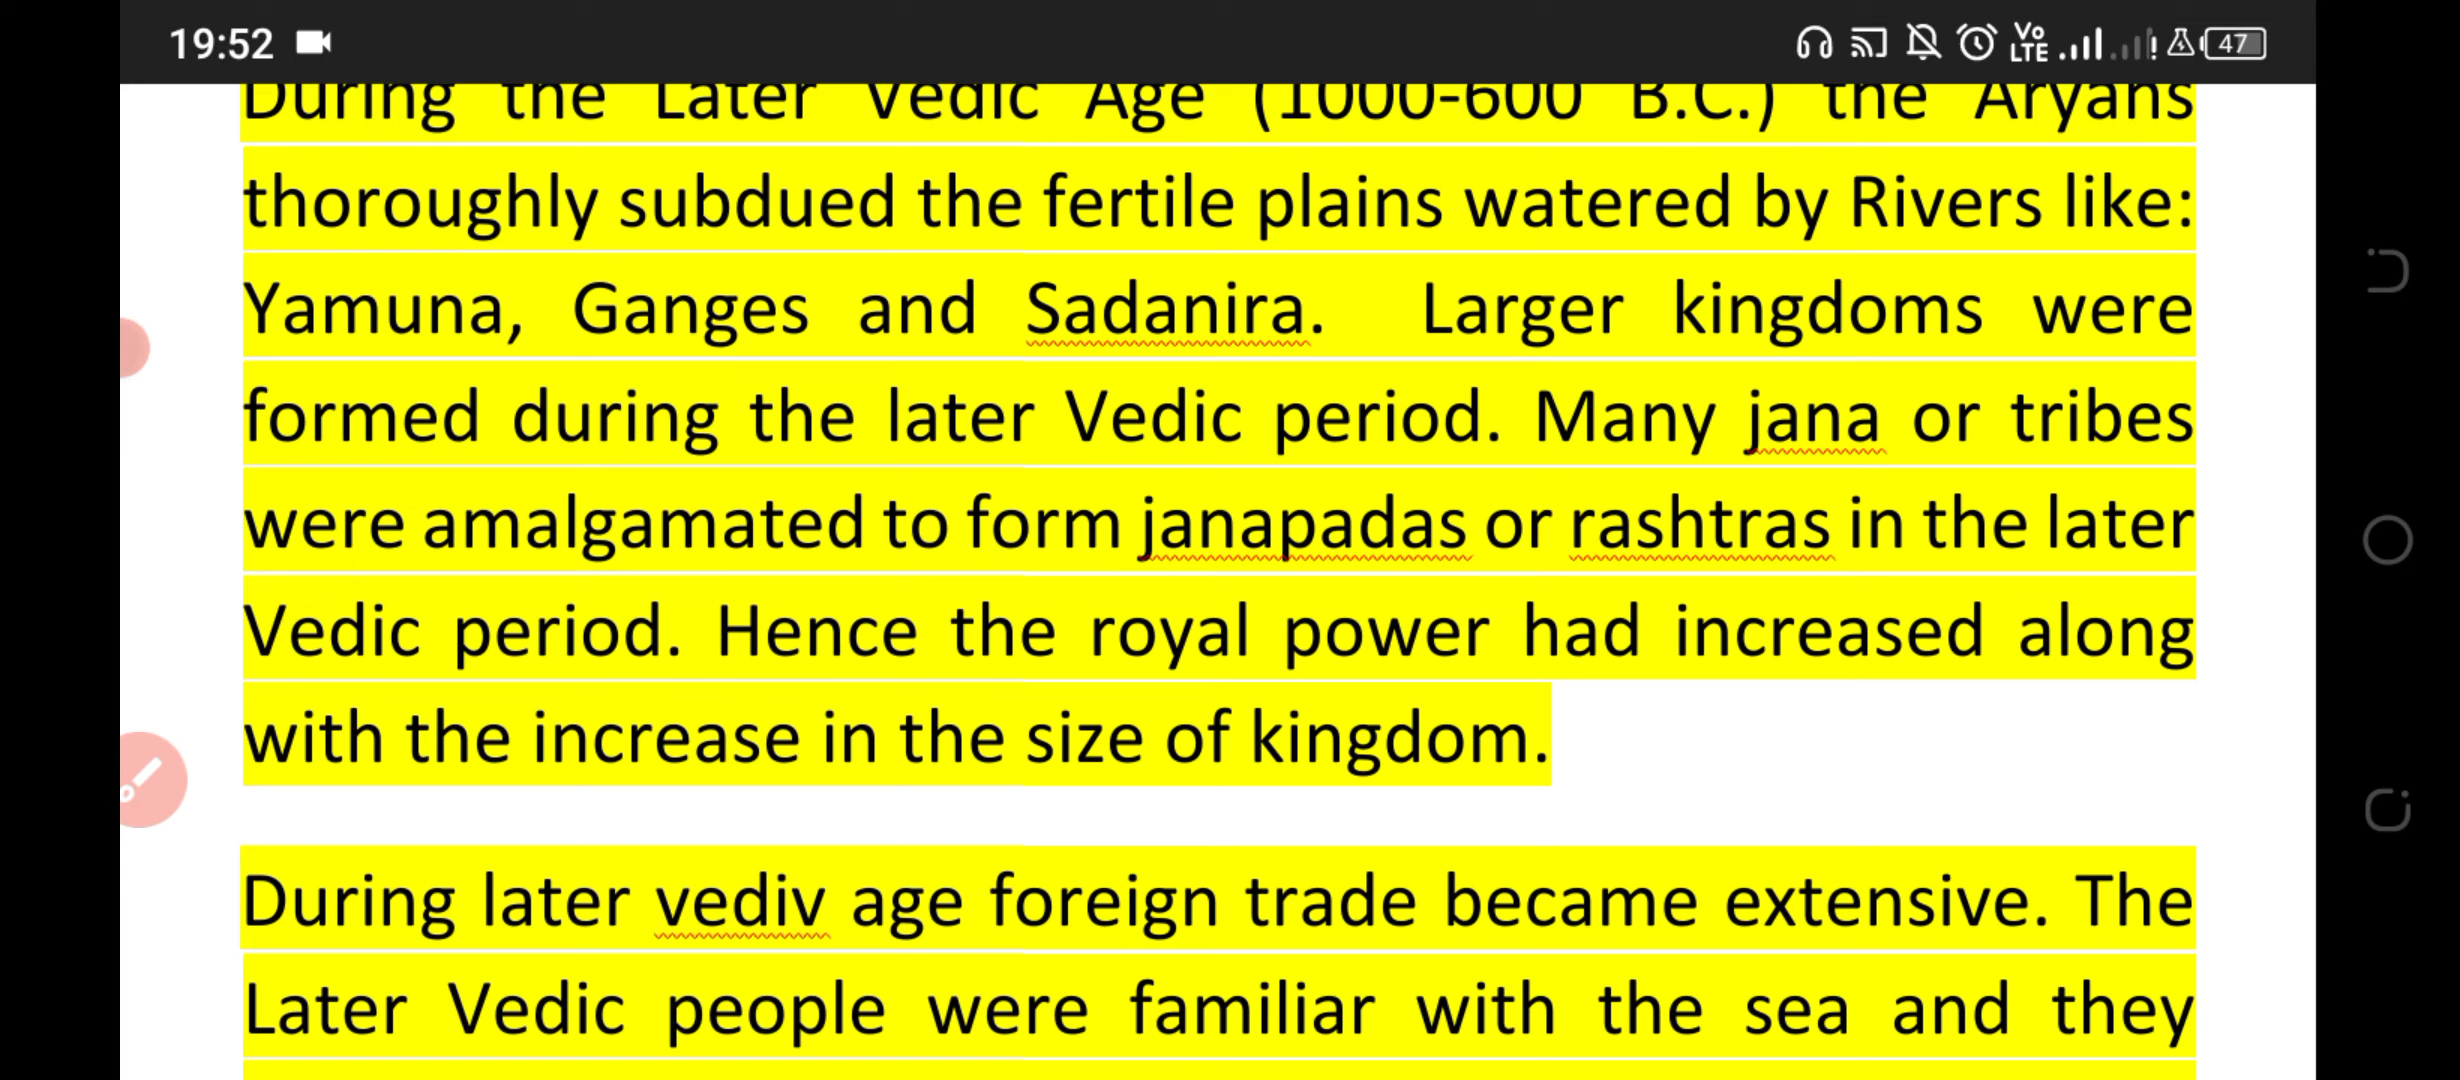 19:52
Vo
LTE
47
During the Later Vedic Age (1000-600 B.C.) the Aryans
thoroughly subdued the fertile plains watered by Rivers like:
Yamuna, Ganges and Sadanira. Larger kingdoms were
formed during the later Vedic period. Many jana or tribes
were amalgamated to form janapadas or rashtras in the later
Vedic period. Hence the royal power had increased along
with the increase in the size of kingdom.
During later vediv age foreign trade became extensive. The
Later Vedic people were familiar with the sea and they